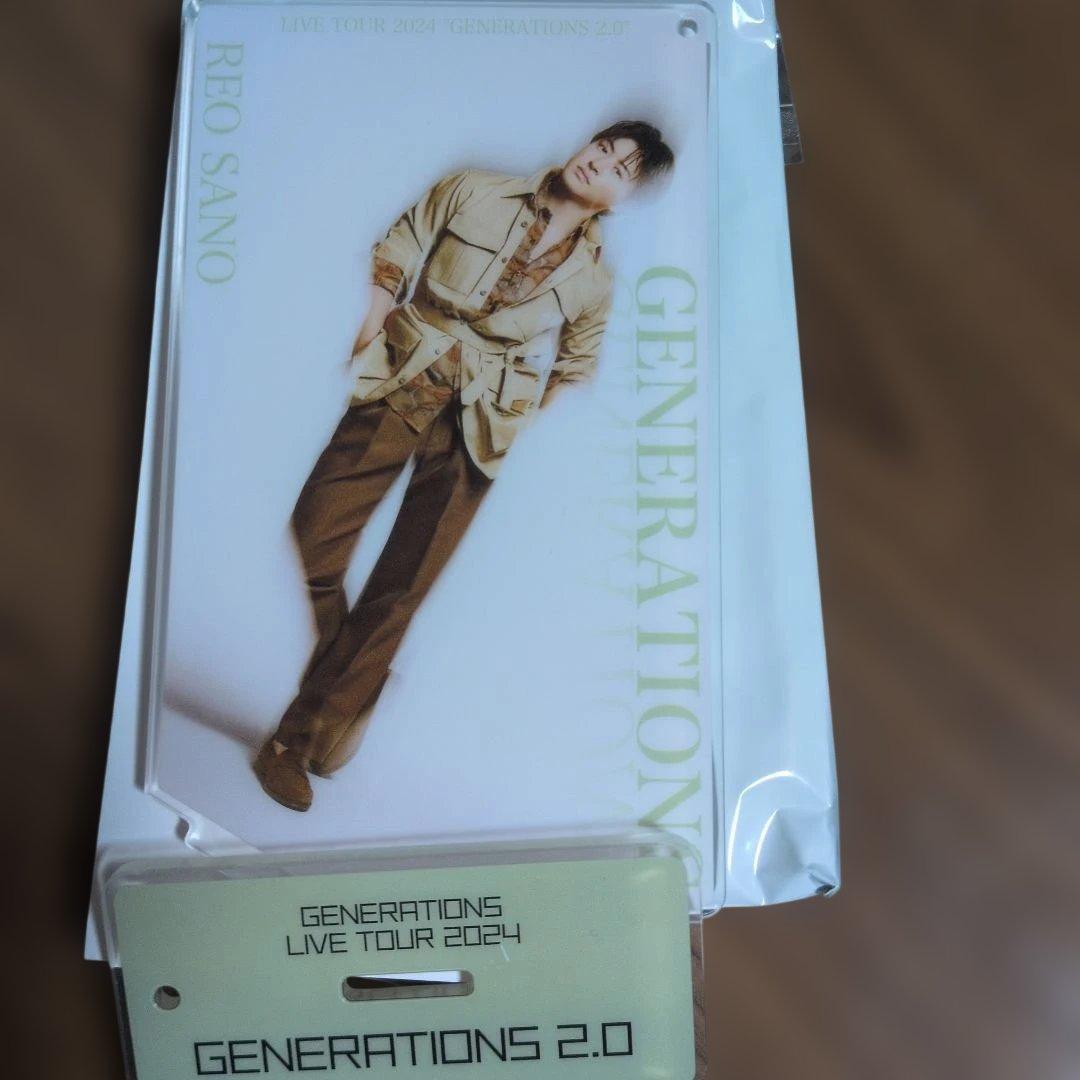 LIVE TOUR 2024 "GENERATIONS 2.0"
REO SANO
GENERATIONS
GENERATIONS
LIVE TOUR 2024
GENERATIONS 2.0